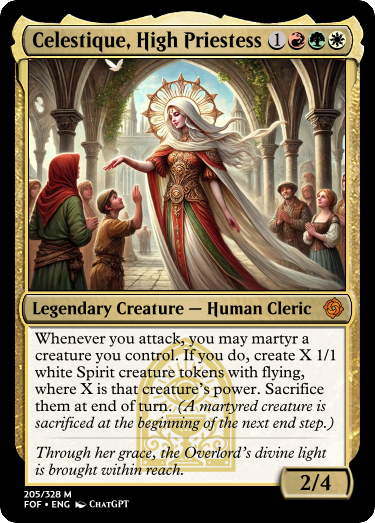 Celestique, High Priestess 1
Legendary Creature — Human Cleric
Whenever you attack, you may martyr a
creature you control. If you do, create X 1/1
white Spirit creature tokens with flying,
where X is that creature's power. Sacrifice
them at end of turn. (A martyred creature is
sacrificed at the beginning of the next end step.)
Through her grace, the Overlord's divine light
is brought within reach.
2/4
205/328 M
FOF • ENG ChatGPT